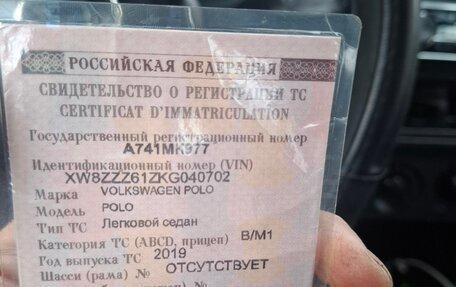 РОССИЙСКАЯ ФЕДЕРАЦИЯ
СВИДЕТЕЛЬСТВО О РЕГИСТРАЦИИ ТС
CERTIFICAT D'IMMATRICULATION
Государственный регистрационный номер
А741МК977
Идентификационный номер (VIN)
XW8ZZZ61ZKG040702
Марка VOLKSWAGEN POLO
Модель POLO
Тип ТС Легковой седан
Категория ТС (ABCD, прицеп) B/M1
Год выпуска ТС 2019
Шасси (рама) № ОТСУТСТВУЕТ